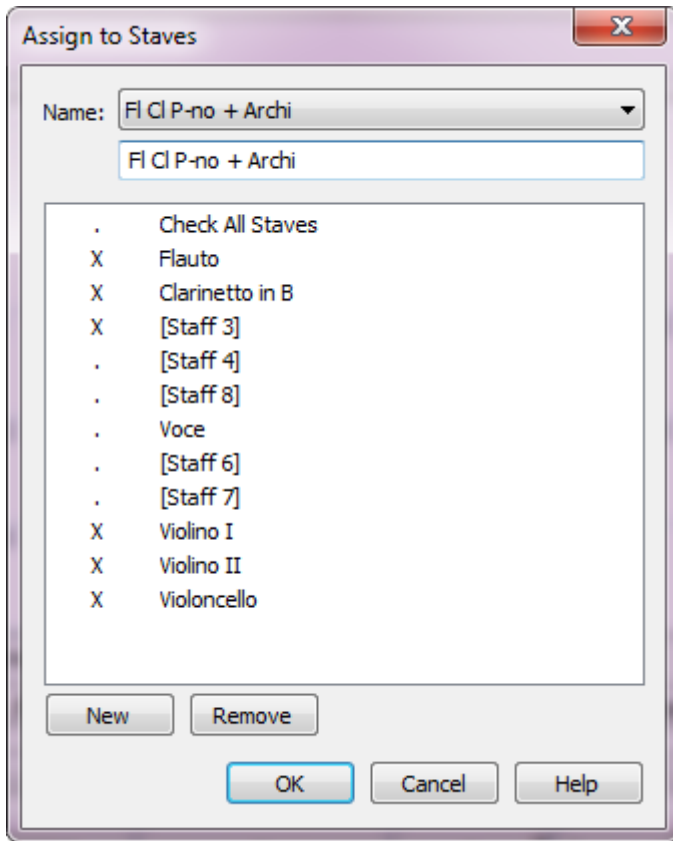 Assign to Staves
Name: Fl Cl P-no + Archi
Fl Cl P-no + Archi
. Check All Staves
X Flauto
X Clarinetto in B
X [Staff 3]
. [Staff 4]
. [Staff 8]
. Voce
. [Staff 6]
. [Staff 7]
X Violino I
X Violino II
X Violoncello
New Remove
OK Cancel Help